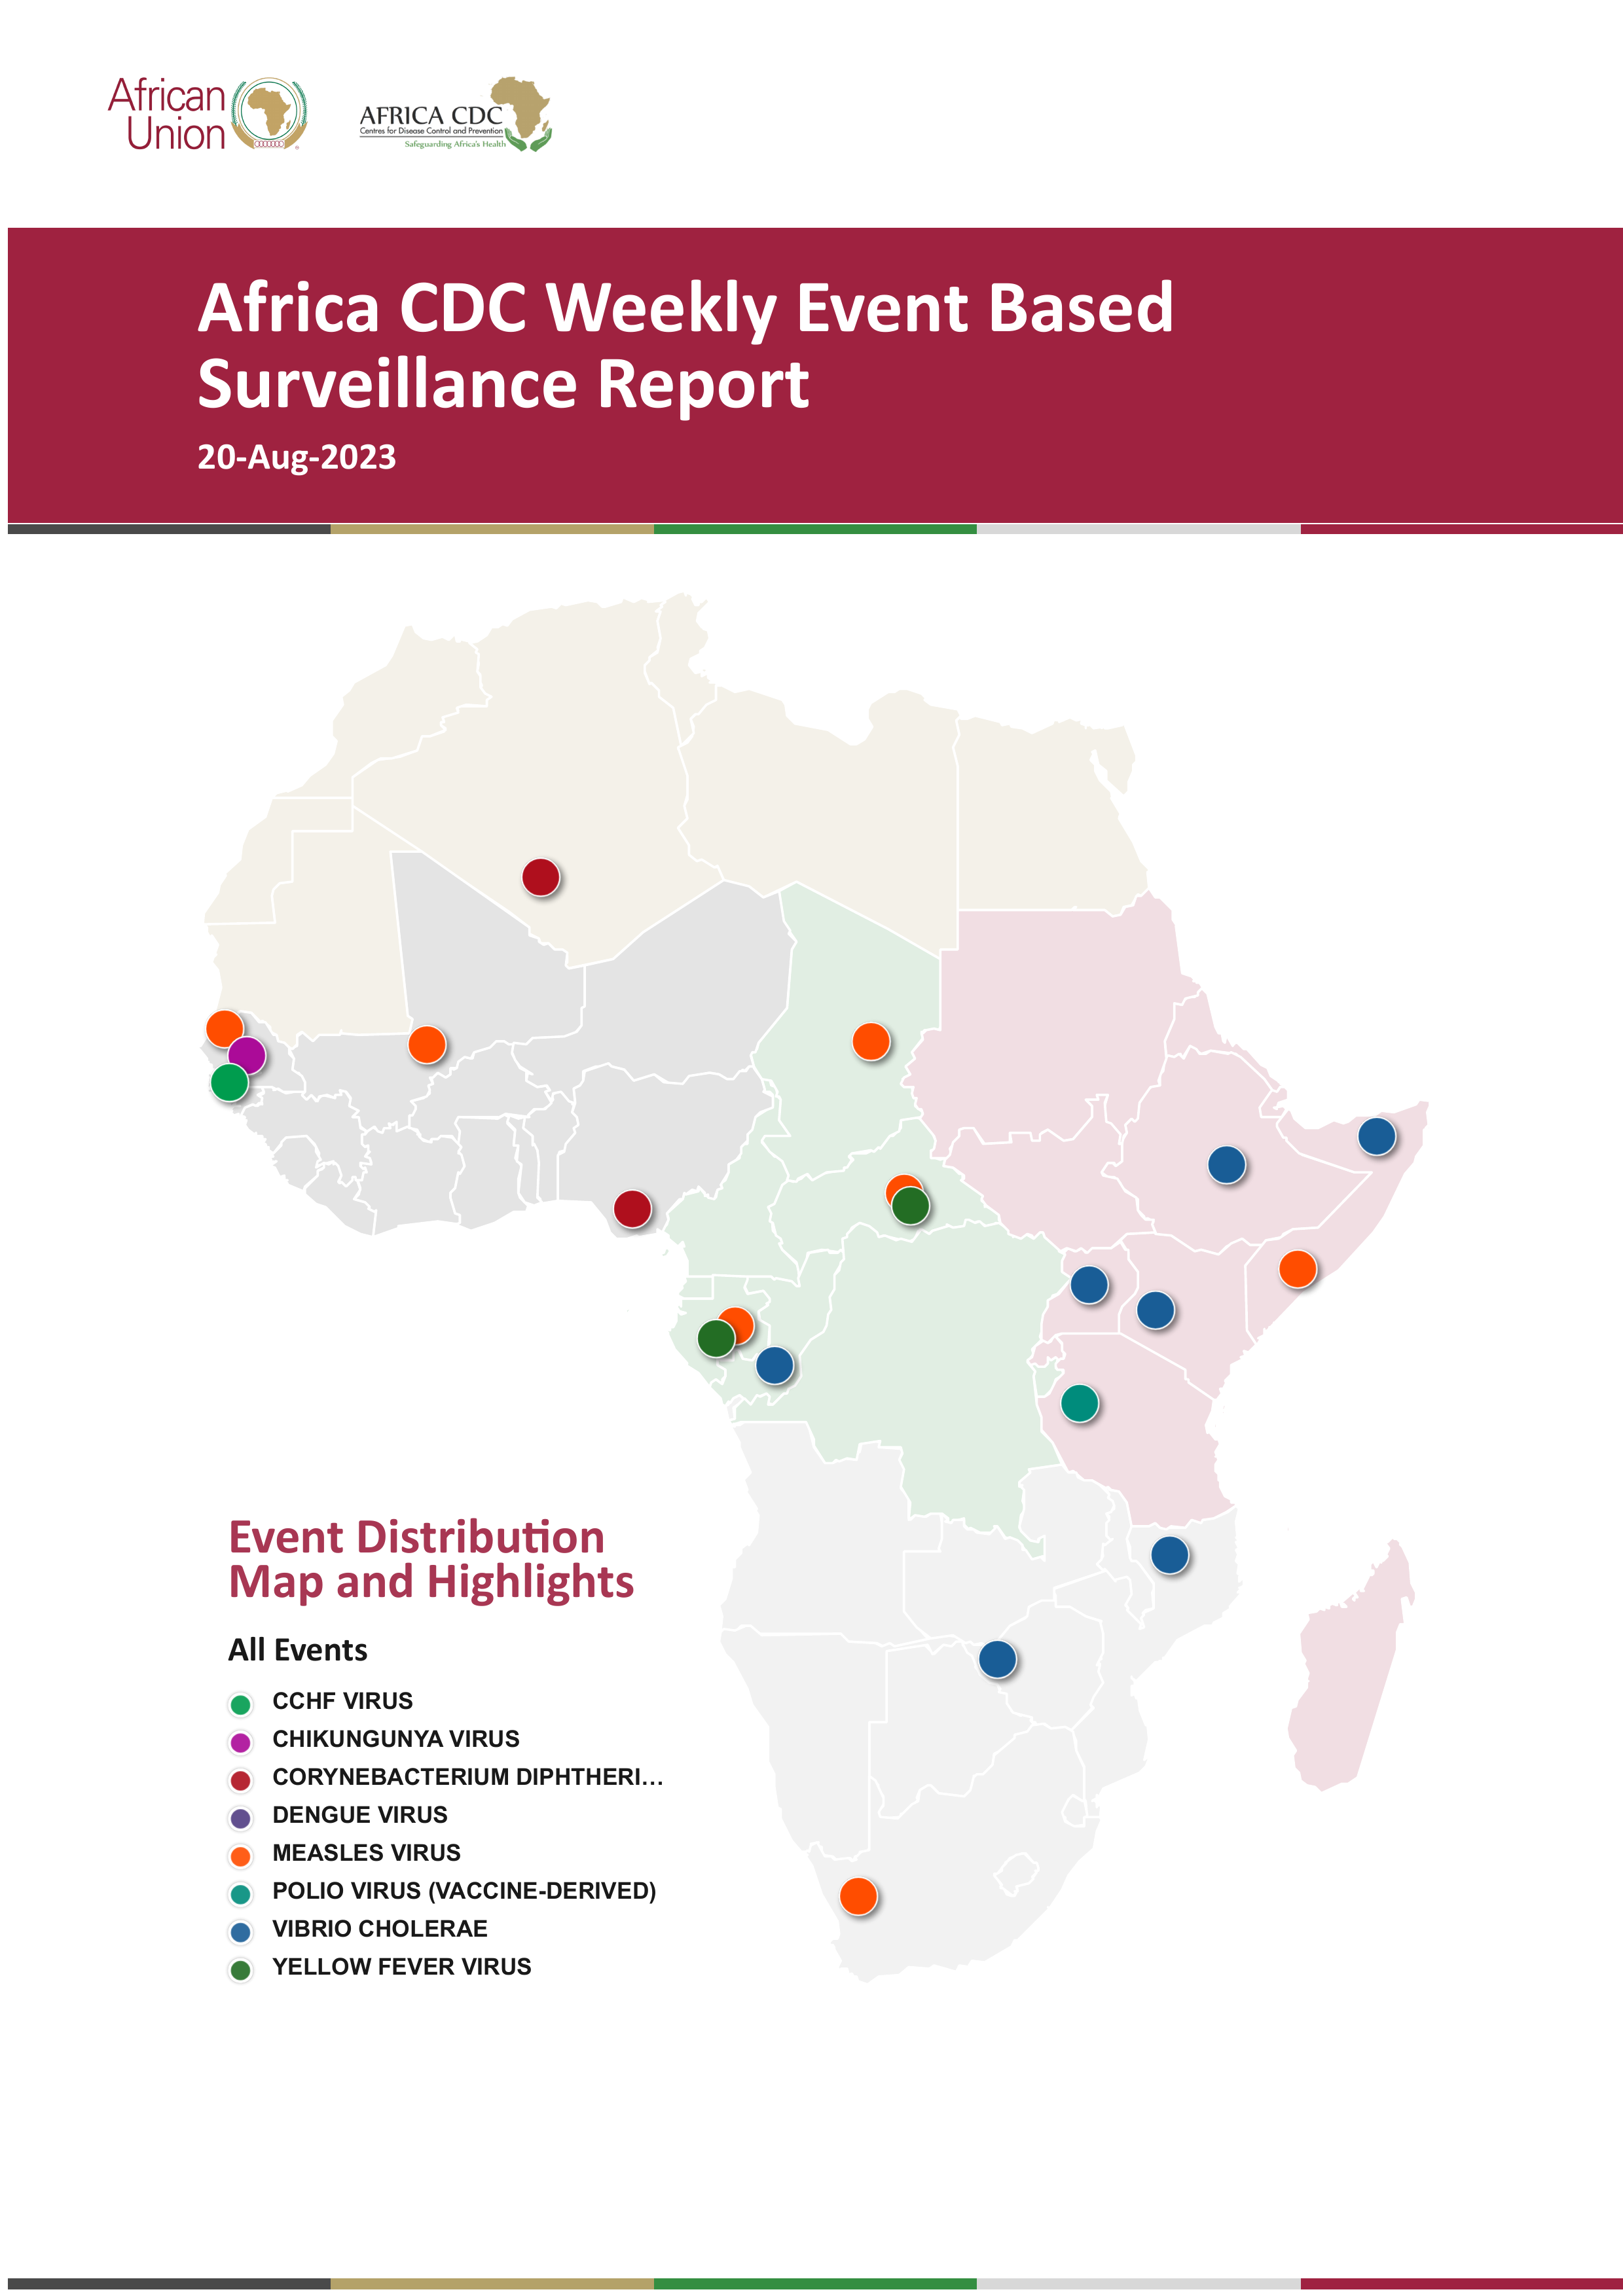 African
Union
AFRICA CDC
Centres for Disease Control and Prevention
Safeguarding Africa's Health
Africa CDC Weekly Event Based
Surveillance Report
20-Aug-2023
Event Distribution
Map and Highlights
All Events
CCHF VIRUS
CHIKUNGUNYA VIRUS
CORYNEBACTERIUM DIPHTHERI...
DENGUE VIRUS
MEASLES VIRUS
POLIO VIRUS (VACCINE-DERIVED)
VIBRIO CHOLERAE
YELLOW FEVER VIRUS